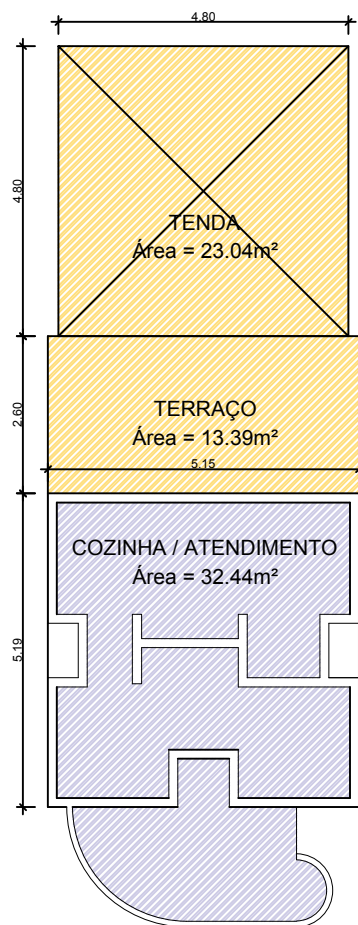 4.80
4.80
TENDA
Área = 23.04m²
2.60
TERRAÇO
Área = 13.39m²
5.15
COZINHA / ATENDIMENTO
Área = 32.44m²
5.19